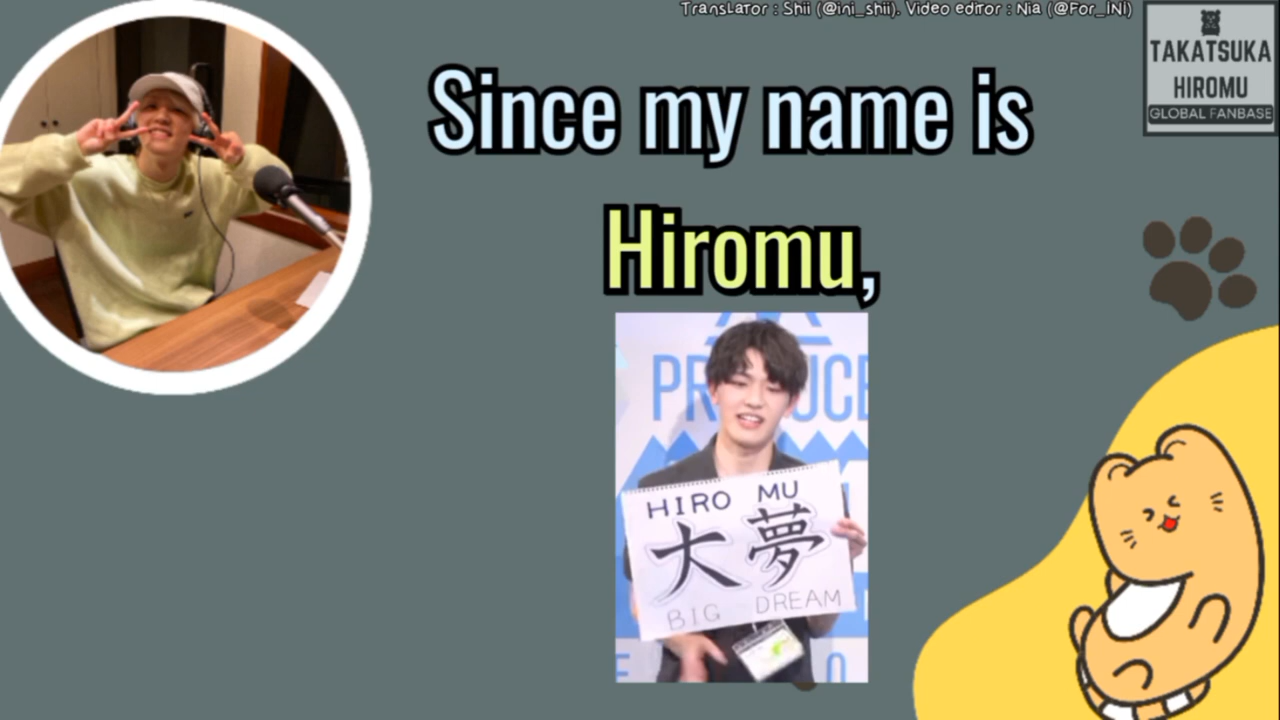 Translator : Shii (@ini_shii). Video editor : Nia (@For_INI)
TAKATSUKA
HIROMU
GLOBAL FANBASE
Since my name is
Hiromu,
HIRO MU
大夢
BIG DREAM